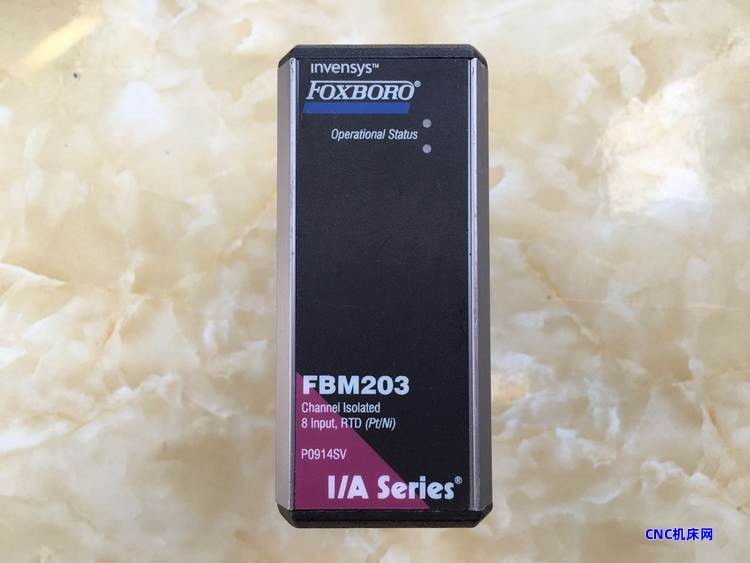 invensys™
FOXBORO®
Operational Status
FBM203
Channel Isolated
8 Input, RTD (Pt/Ni)
P0914SV
I/A Series®
CNC机床网